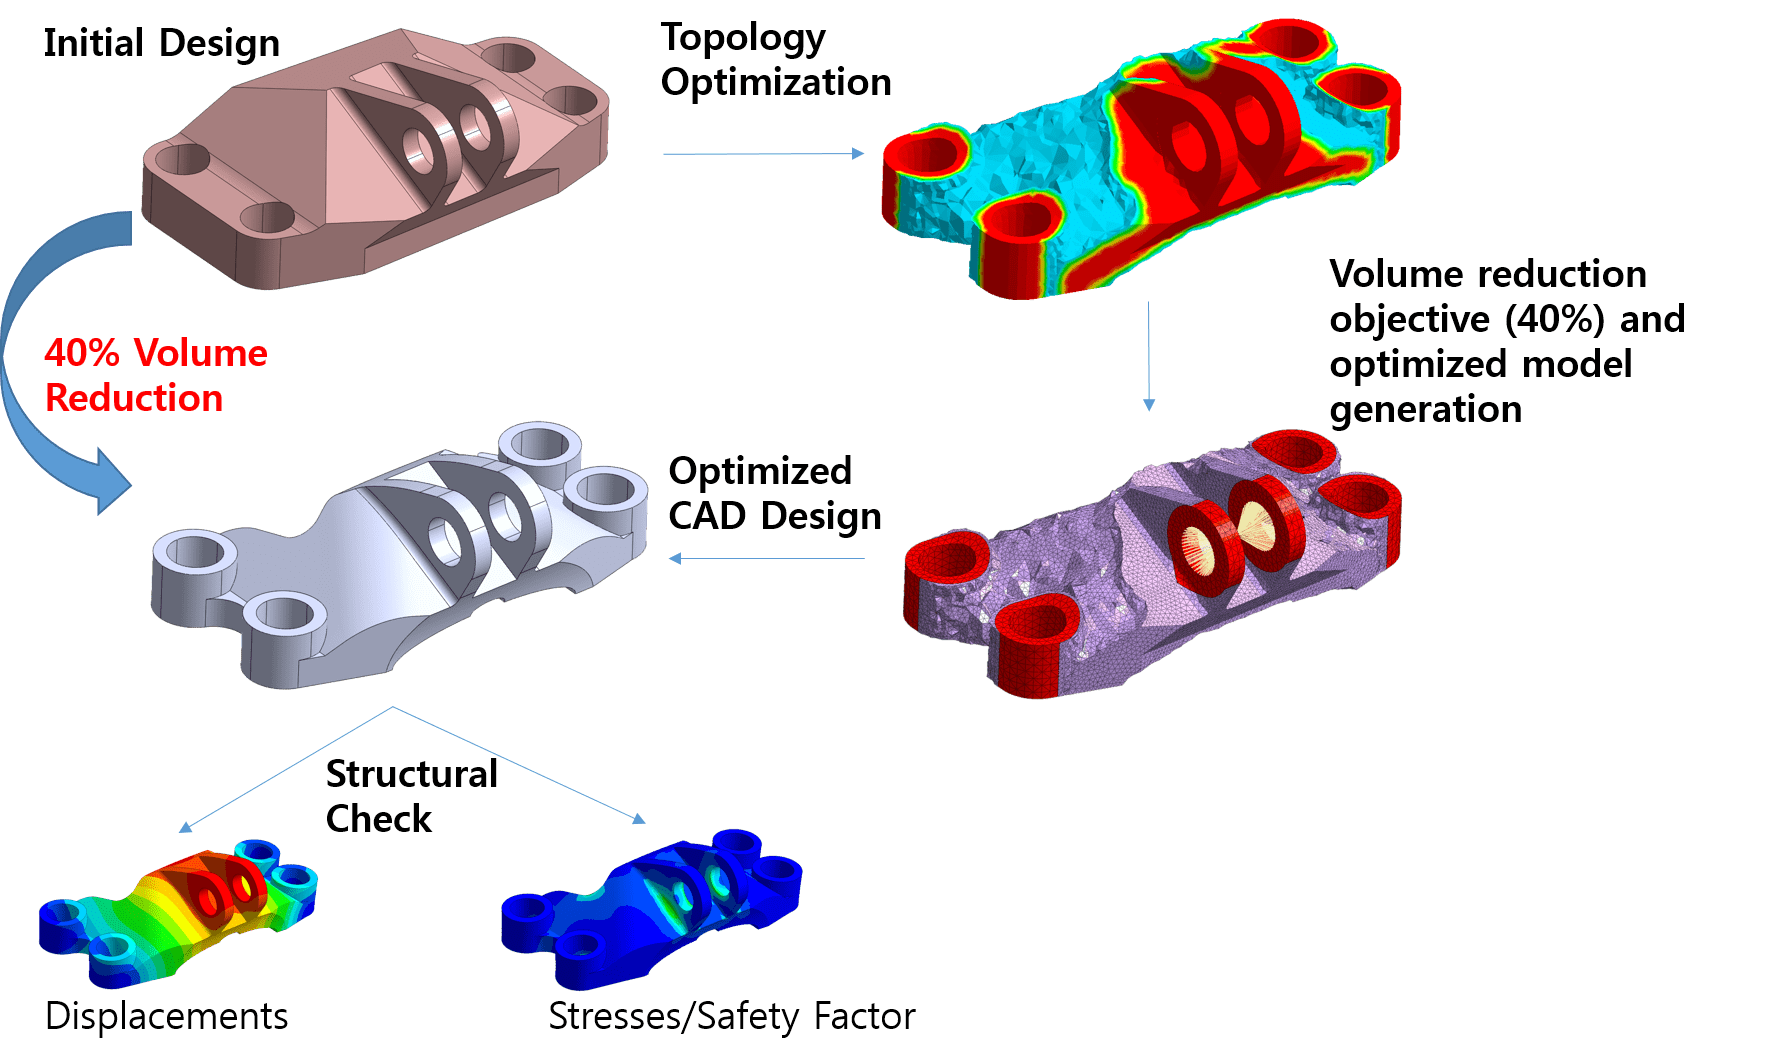 Initial Design
Topology
Optimization
Volume reduction
objective (40%) and
optimized model
generation
40% Volume
Reduction
Optimized
CAD Design
Structural
Check
Displacements
Stresses/Safety Factor